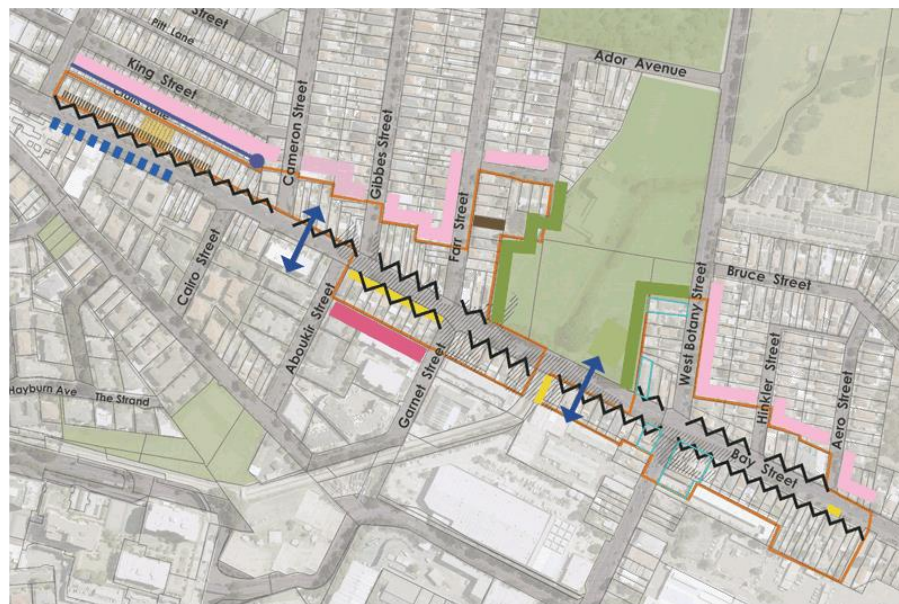 Street
Pitt Lane
King Street
Ador Avenue
Cameron Street
Gibbes Street
Farr Street
Cairo Street
Aboukir Street
Garnet Street
Hayburn Ave
The Strand
West Botany Street
Bruce Street
Hinkler Street
Aero Street
Bay Street